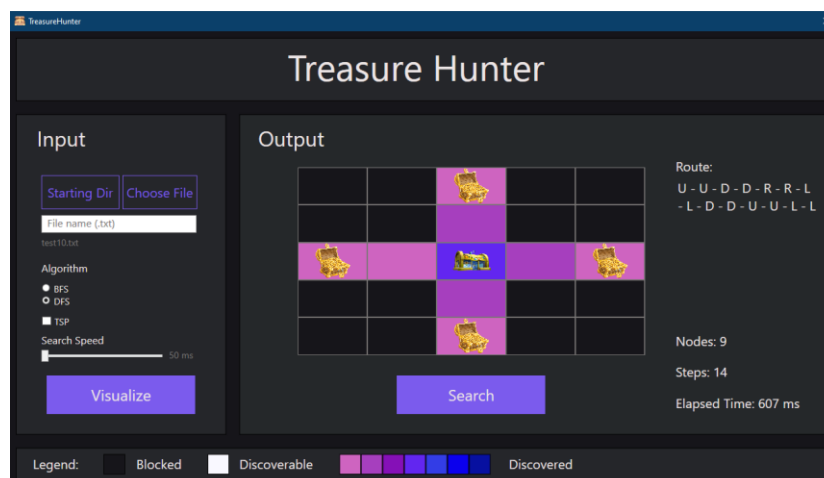 TreasureHunter
Treasure Hunter
Input
Starting Dir
Choose File
File name (.txt)
test10.txt
Algorithm
BFS
DFS
TSP
Search Speed
50 ms
Visualize
Output
Search
Route:
U - U - D - D - R - R - L
- L - D - D - U - U - L - L
Nodes: 9
Steps: 14
Elapsed Time: 607 ms
Legend:
Blocked
Discoverable
Discovered